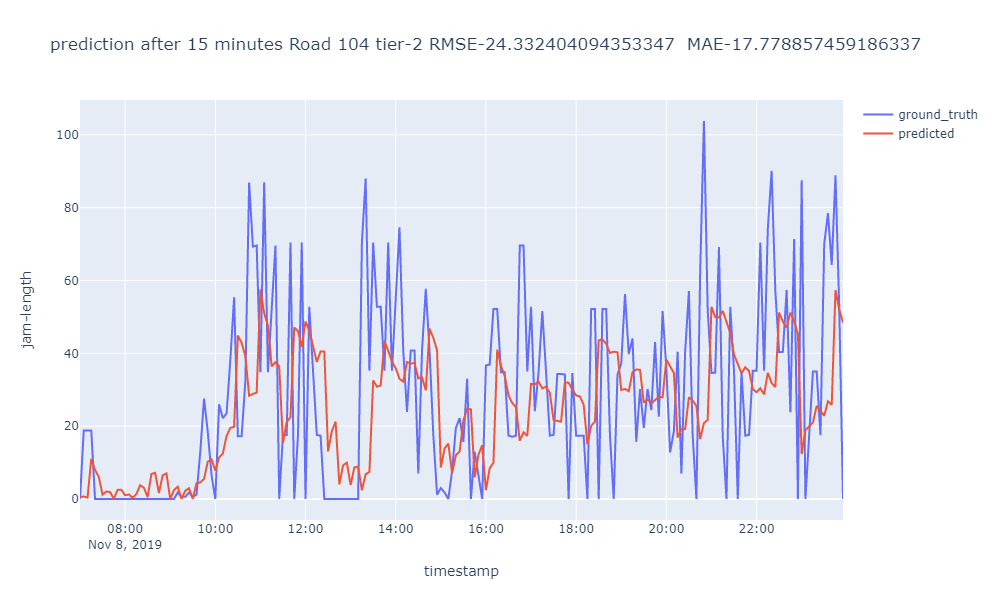 prediction after 15 minutes Road 104 tier-2 RMSE-24.332404094353347 MAE-17.778857459186337
ground_truth
predicted
100
80
60
40
20
0
jam-length
08:00 10:00 12:00 14:00 16:00 18:00 20:00 22:00
Nov 8, 2019
timestamp